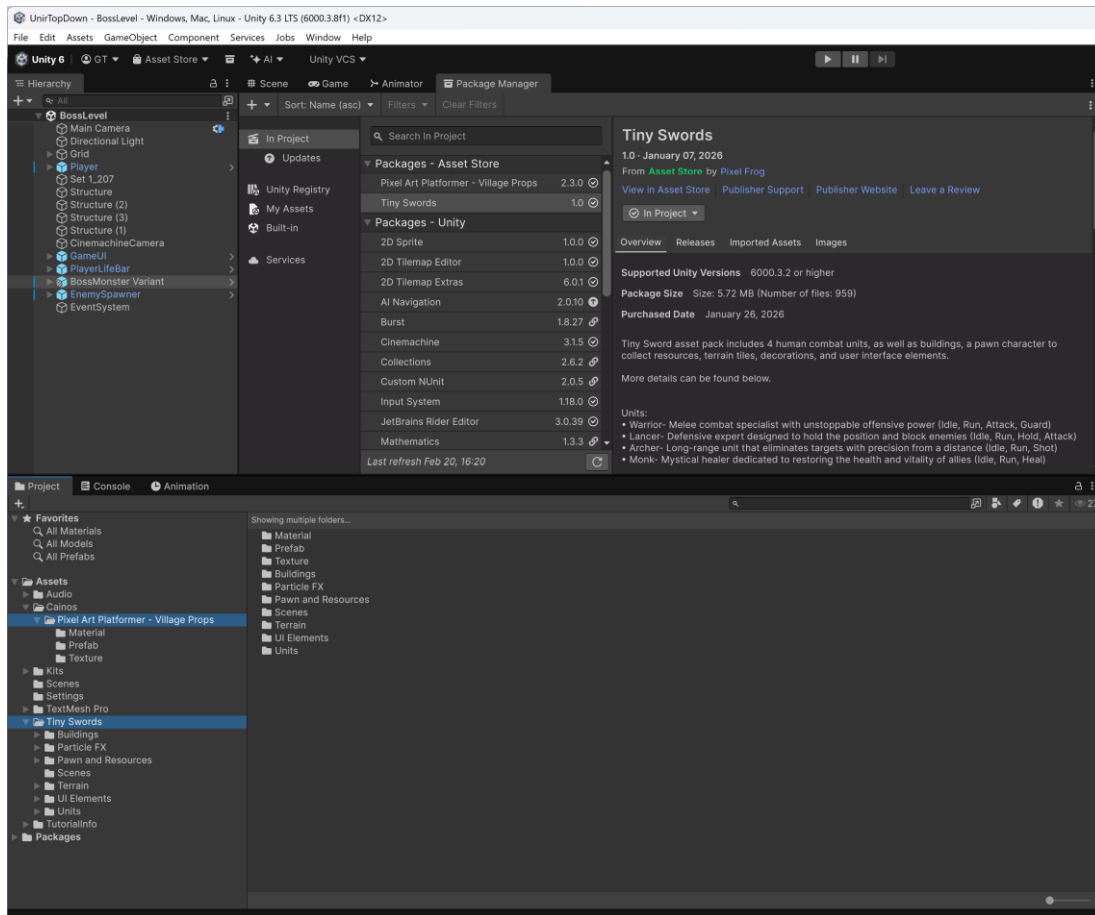 UnirTopDown - BossLevel - Windows, Mac, Linux - Unity 6.3 LTS (6000.3.8f1) <DX12>
File Edit Assets GameObject Component Services Jobs Window Help
Unity 6 GT Asset Store AI Unity VCS
Hierarchy
All
BossLevel
Main Camera
Directional Light
Grid
Player
Set 1_207
Structure
Structure (2)
Structure (3)
Structure (1)
CinemachineCamera
GameUI
PlayerLifeBar
BossMonster Variant
EnemySpawner
EventSystem
Scene Game Animator Package Manager
Sort: Name (asc) Filters Clear Filters
In Project
Updates
Unity Registry
My Assets
Built-in
Services
Search In Project
Packages - Asset Store
Pixel Art Platformer - Village Props 2.3.0
Tiny Swords 1.0
Packages - Unity
2D Sprite 1.0.0
2D Tilemap Editor 1.0.0
2D Tilemap Extras 6.0.1
AI Navigation 2.0.10
Burst 1.8.27
Cinemachine 3.1.5
Collections 2.6.2
Custom NUnit 2.0.5
Input System 1.18.0
JetBrains Rider Editor 3.0.39
Mathematics 1.3.3
Last refresh Feb 20, 16:20
Tiny Swords
1.0 · January 07, 2026
From Asset Store by Pixel Frog
View in Asset Store Publisher Support Publisher Website Leave a Review
In Project
Overview Releases Imported Assets Images
Supported Unity Versions 6000.3.2 or higher
Package Size Size: 5.72 MB (Number of files: 959)
Purchased Date January 26, 2026
Tiny Sword asset pack includes 4 human combat units, as well as buildings, a pawn character to
collect resources, terrain tiles, decorations, and user interface elements.
More details can be found below.
Units:
• Warrior- Melee combat specialist with unstoppable offensive power (Idle, Run, Attack, Guard)
• Lancer- Defensive expert designed to hold the position and block enemies (Idle, Run, Hold, Attack)
• Archer- Long-range unit that eliminates targets with precision from a distance (Idle, Run, Shot)
• Monk- Mystical healer dedicated to restoring the health and vitality of allies (Idle, Run, Heal)
Project Console Animation
Favorites
All Materials
All Models
All Prefabs
Assets
Audio
Cainos
Pixel Art Platformer - Village Props
Material
Prefab
Texture
Kits
Scenes
Settings
TextMesh Pro
Tiny Swords
Buildings
Particle FX
Pawn and Resources
Scenes
Terrain
UI Elements
Units
TutorialInfo
Packages
Showing multiple folders...
Material
Prefab
Texture
Buildings
Particle FX
Pawn and Resources
Scenes
Terrain
UI Elements
Units